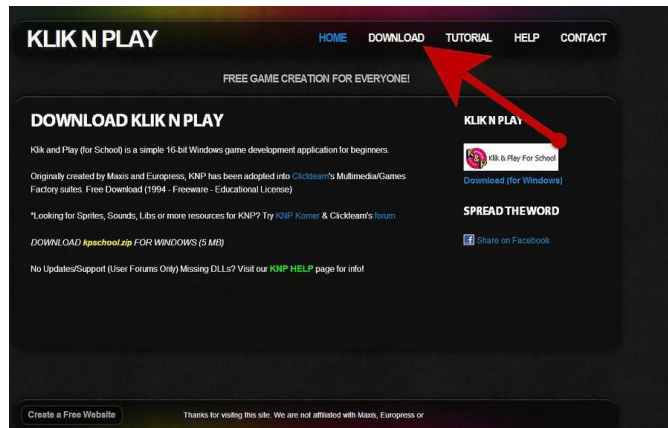 KLIK N PLAY
HOME DOWNLOAD TUTORIAL HELP CONTACT
FREE GAME CREATION FOR EVERYONE!
DOWNLOAD KLIK N PLAY
Klik and Play (for School) is a simple 16-bit Windows game development application for beginners.
Originally created by Maxis and Europress, KNP has been adopted into Clickteam's Multimedia/Games
Factory suites. Free Download (1994 - Freeware - Educational License)
*Looking for Sprites, Sounds, Libs or more resources for KNP? Try KNP Korner & Clickteam's forum
DOWNLOAD kpschool.zip FOR WINDOWS (5 MB)
No Updates/Support (User Forums Only) Missing DLLs? Visit our KNP HELP page for info!
KLIK N PLAY
K&P
Klik & Play For School
Download (for Windows)
SPREAD THE WORD
f Share on Facebook
Create a Free Website
Thanks for visitng this site. We are not affiliated with Maxis, Europress or